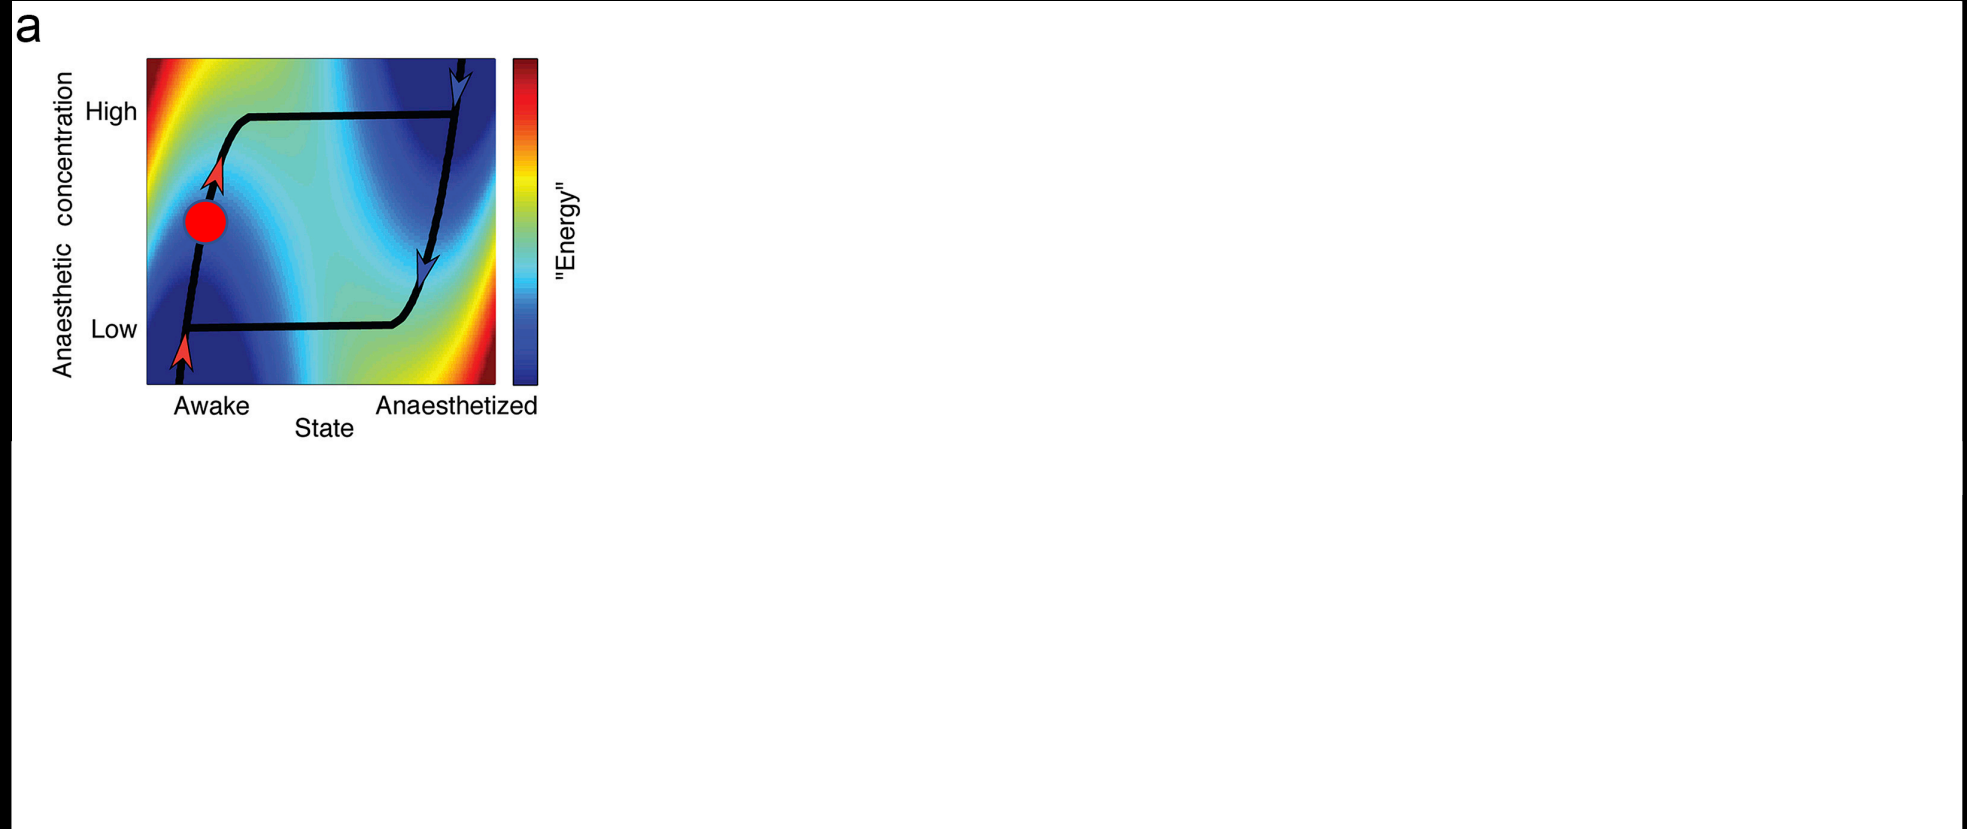 a
High
Low
Anaesthetic concentration
"Energy"
Awake
Anaesthetized
State